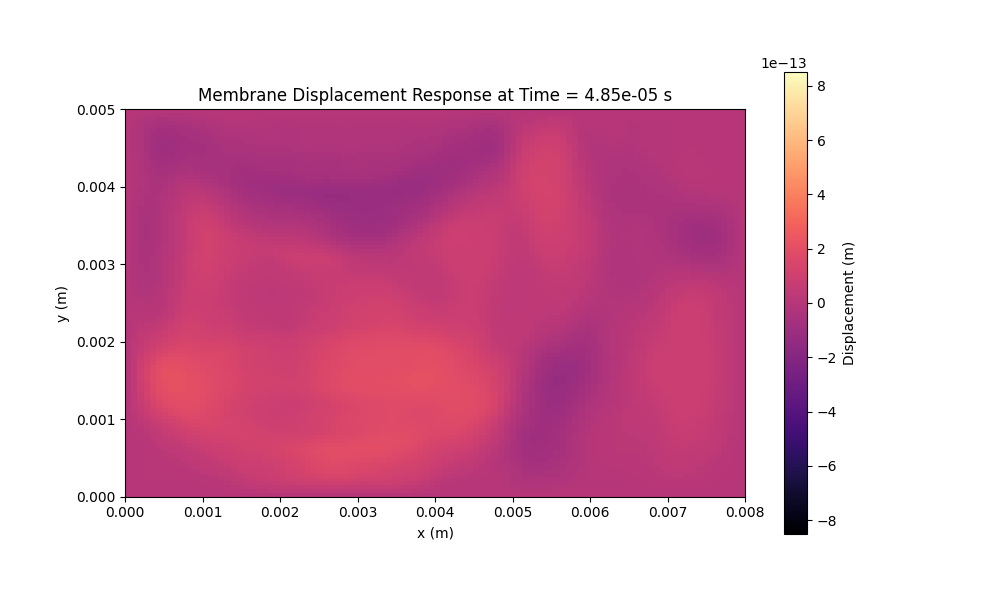 1e−13
Membrane Displacement Response at Time = 4.85e-05 s
0.005
0.004
0.003
0.002
0.001
0.000
y (m)
0.000 0.001 0.002 0.003 0.004 0.005 0.006 0.007 0.008
x (m)
8
6
4
2
0
−2
−4
−6
−8
Displacement (m)